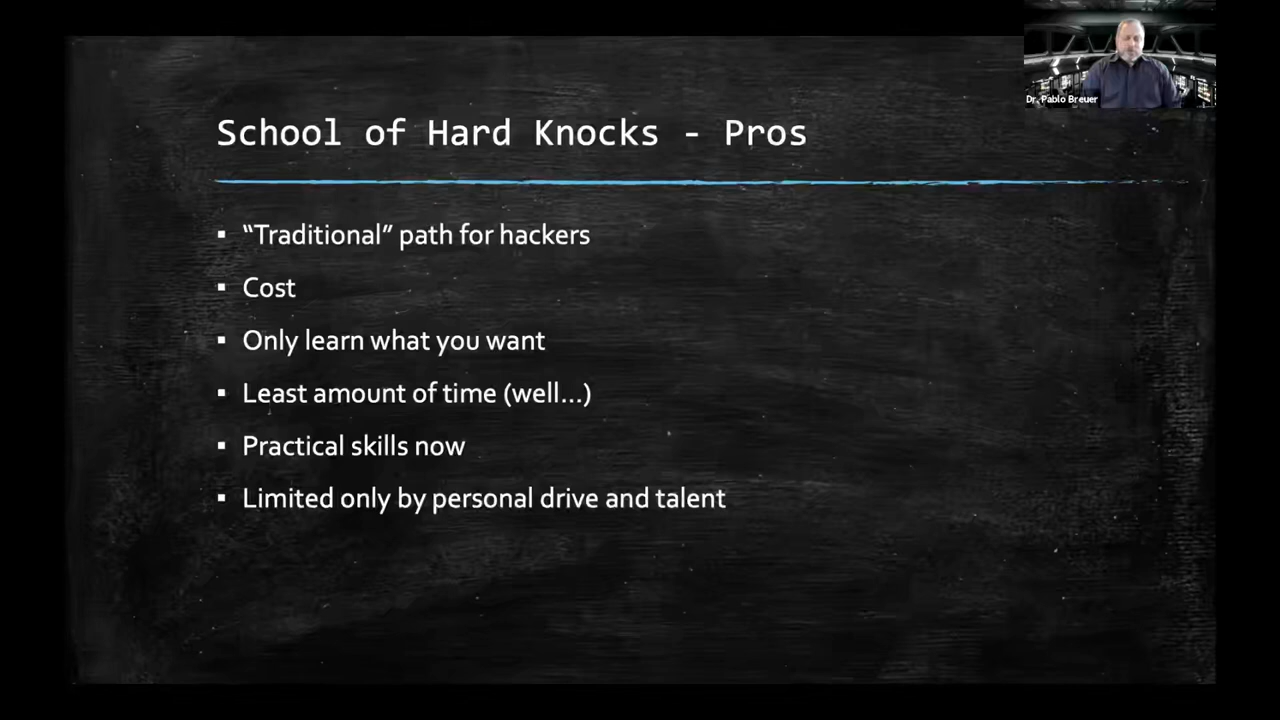 Dr. Pablo Breuer
School of Hard Knocks - Pros
▪ “Traditional” path for hackers
▪ Cost
▪ Only learn what you want
▪ Least amount of time (well…)
▪ Practical skills now
▪ Limited only by personal drive and talent